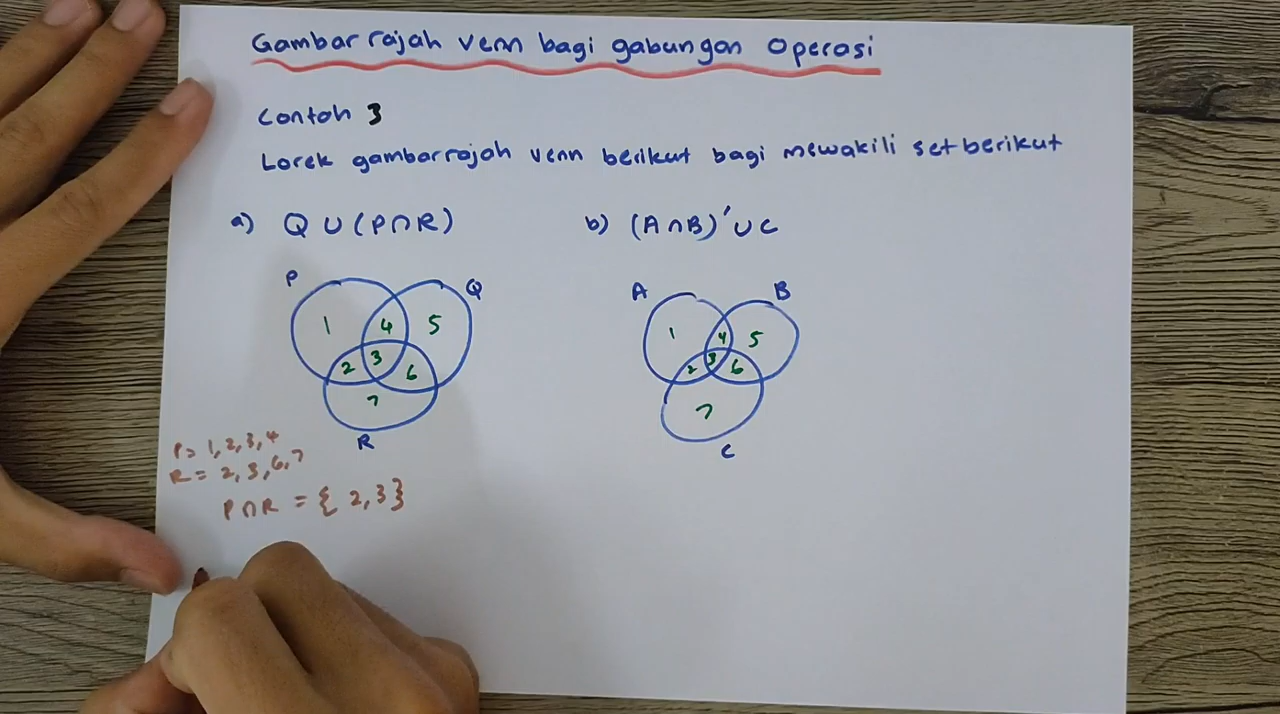 Gambar rajah venn bagi gabungan operasi
Contoh 3
Lorek gambarrajah venn berikut bagi mewakili set berikut
a) Q ∪ (P∩R)
b) (A∩B)' ∪ C
P
Q
1
4
5
3
2
6
7
R
A
B
1
4
5
3
2
6
7
C
P= 1,2,3,4
R= 2,3,6,7
P∩R = { 2,3}